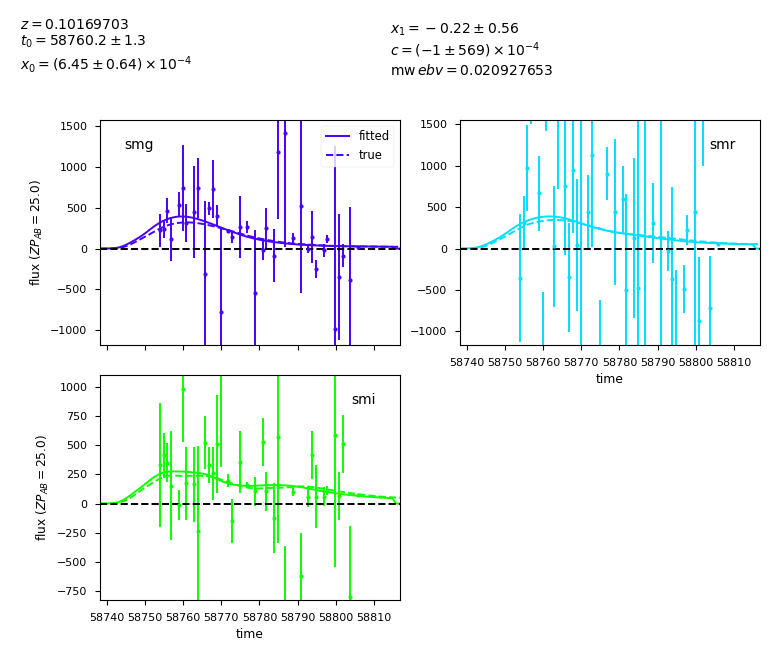 z = 0.10169703
t₀ = 58760.2 ± 1.3
x₀ = (6.45 ± 0.64) × 10⁻⁴
x₁ = −0.22 ± 0.56
c = (−1 ± 569) × 10⁻⁴
mw ebv = 0.020927653
smg
fitted
true
1500
1000
500
0
−500
−1000
flux (ZP_AB = 25.0)
smr
1500
1000
500
0
−500
−1000
58740 58750 58760 58770 58780 58790 58800 58810
time
smi
1000
750
500
250
0
−250
−500
−750
flux (ZP_AB = 25.0)
58740 58750 58760 58770 58780 58790 58800 58810
time